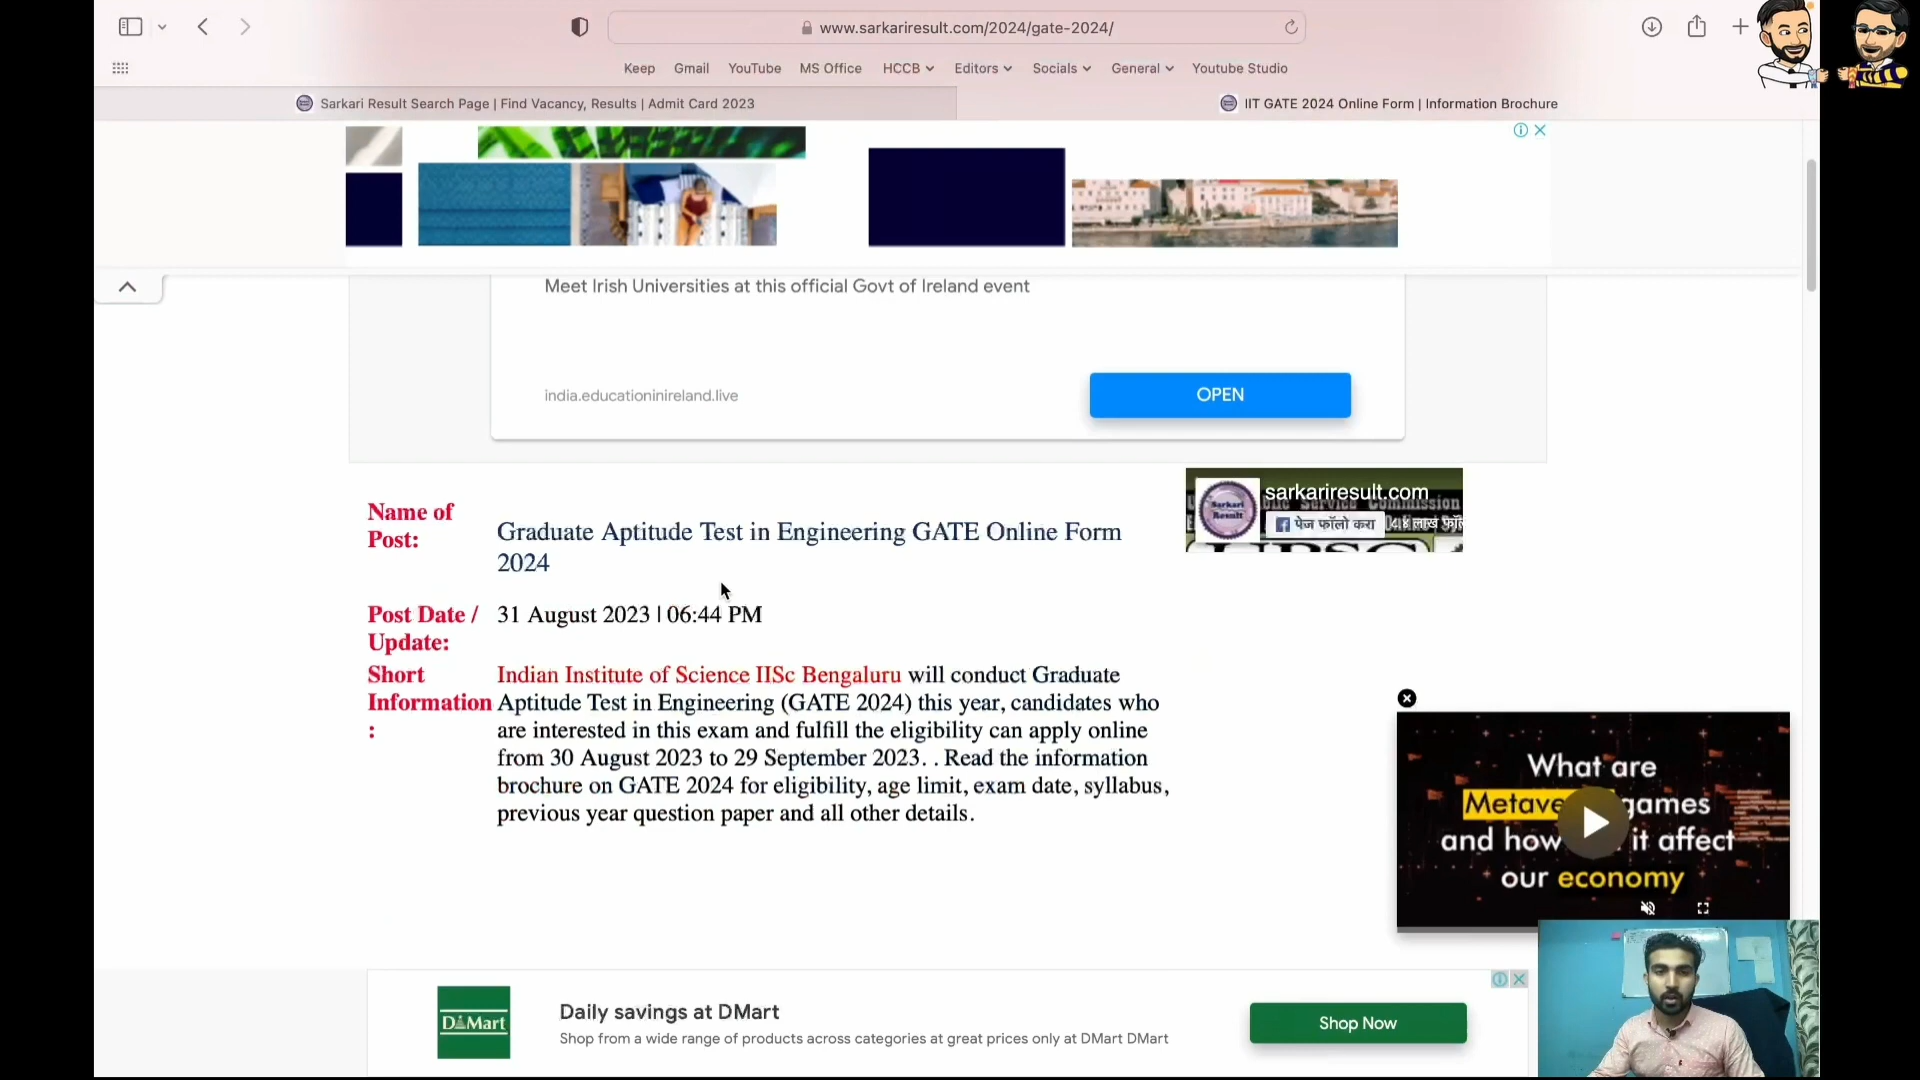 www.sarkariresult.com/2024/gate-2024/
Keep Gmail YouTube MS Office HCCB Editors Socials General Youtube Studio
Sarkari Result Search Page | Find Vacancy, Results | Admit Card 2023
IIT GATE 2024 Online Form | Information Brochure
Meet Irish Universities at this official Govt of Ireland event
india.educationinireland.live
OPEN
Name of
Post:
Graduate Aptitude Test in Engineering GATE Online Form
2024
sarkariresult.com
Sarkari
Result
पेज फॉलो करा
Post Date /
Update:
31 August 2023 | 06:44 PM
Short
Information
:
Indian Institute of Science IISc Bengaluru will conduct Graduate
Aptitude Test in Engineering (GATE 2024) this year, candidates who
are interested in this exam and fulfill the eligibility can apply online
from 30 August 2023 to 29 September 2023. . Read the information
brochure on GATE 2024 for eligibility, age limit, exam date, syllabus,
previous year question paper and all other details.
What are
games
and how it affect
our economy
DMart
Daily savings at DMart
Shop from a wide range of products across categories at great prices only at DMart DMart
Shop Now